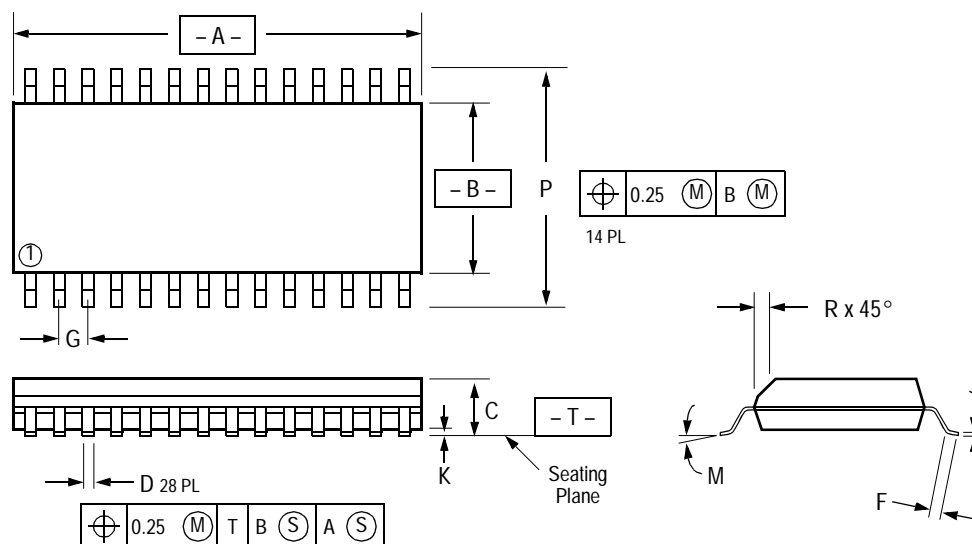 – A –
– B –
P
⌖ 0.25 Ⓜ B Ⓜ
14 PL
①
R x 45°
G
C
– T –
K
Seating
Plane
M
D 28 PL
F
⌖ 0.25 Ⓜ T B Ⓢ A Ⓢ